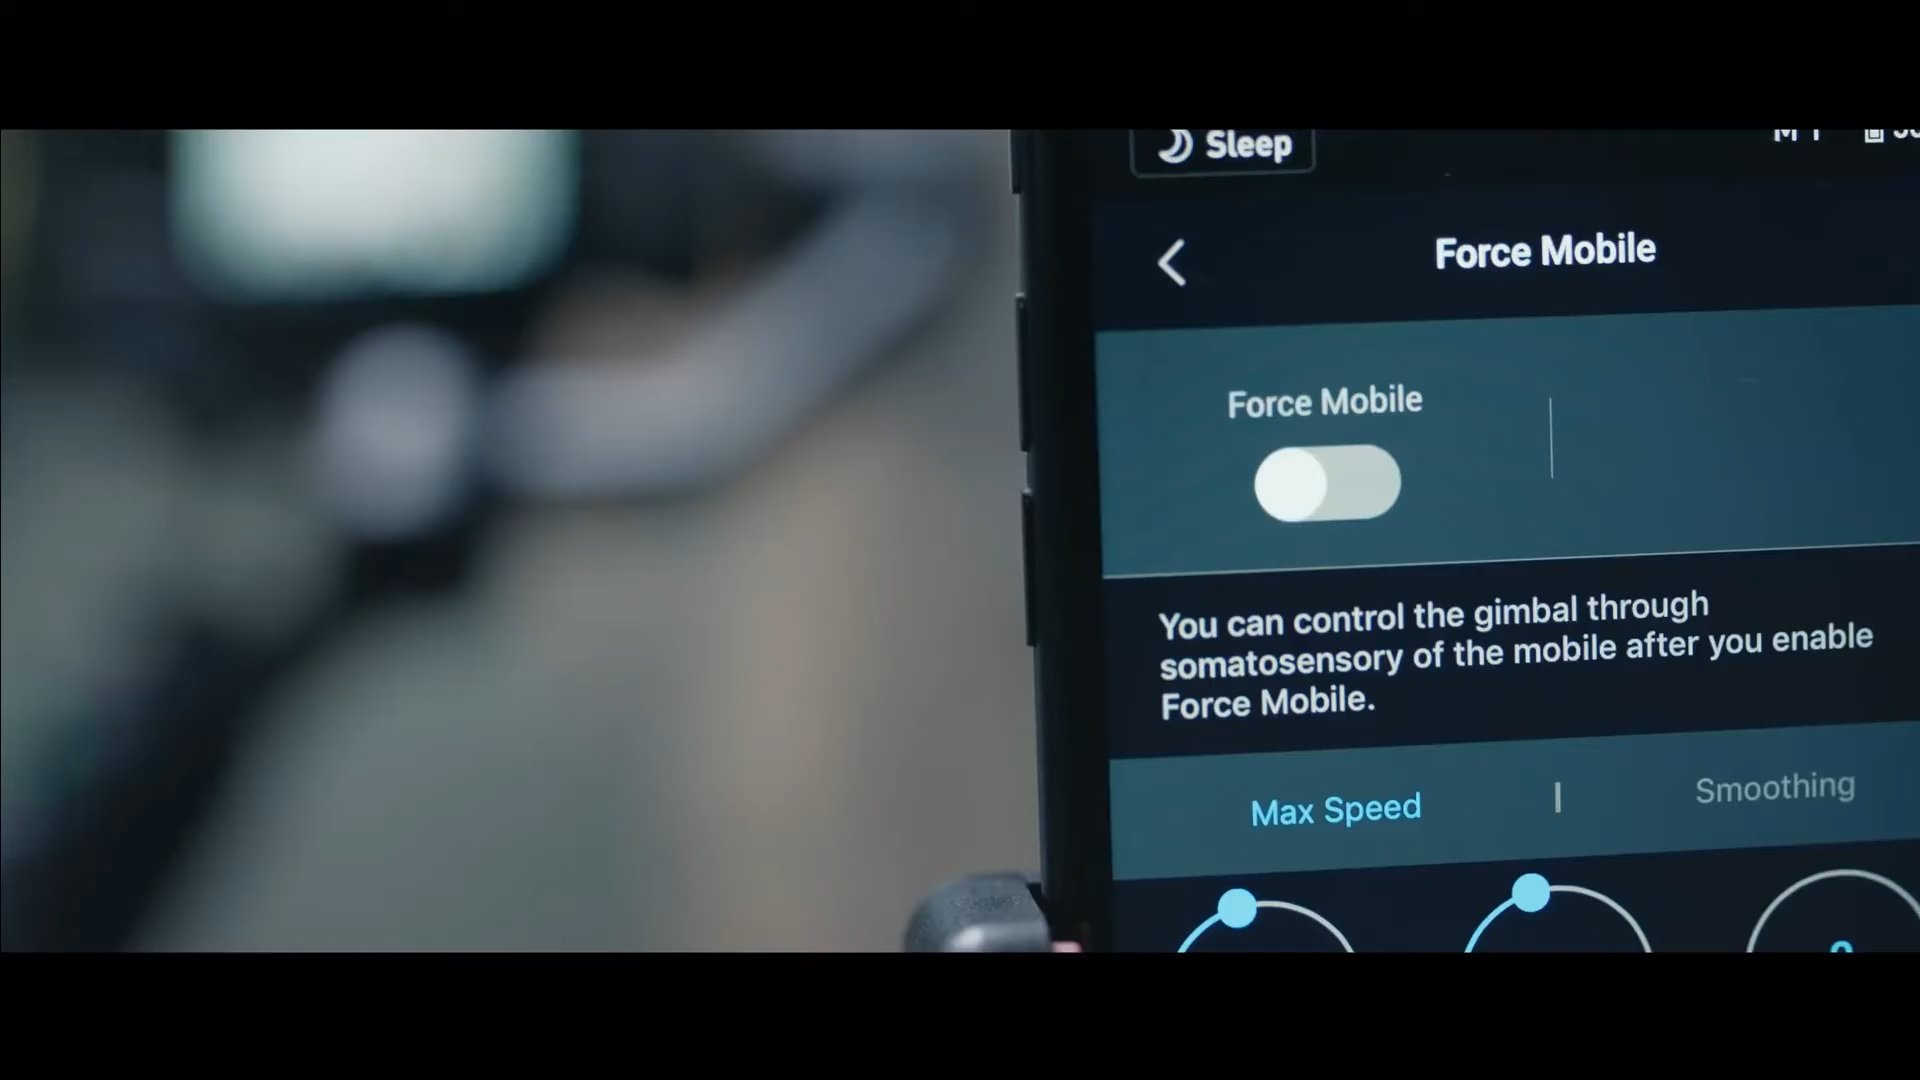 Sleep
Force Mobile
Force Mobile
You can control the gimbal through
somatosensory of the mobile after you enable
Force Mobile.
Max Speed
Smoothing